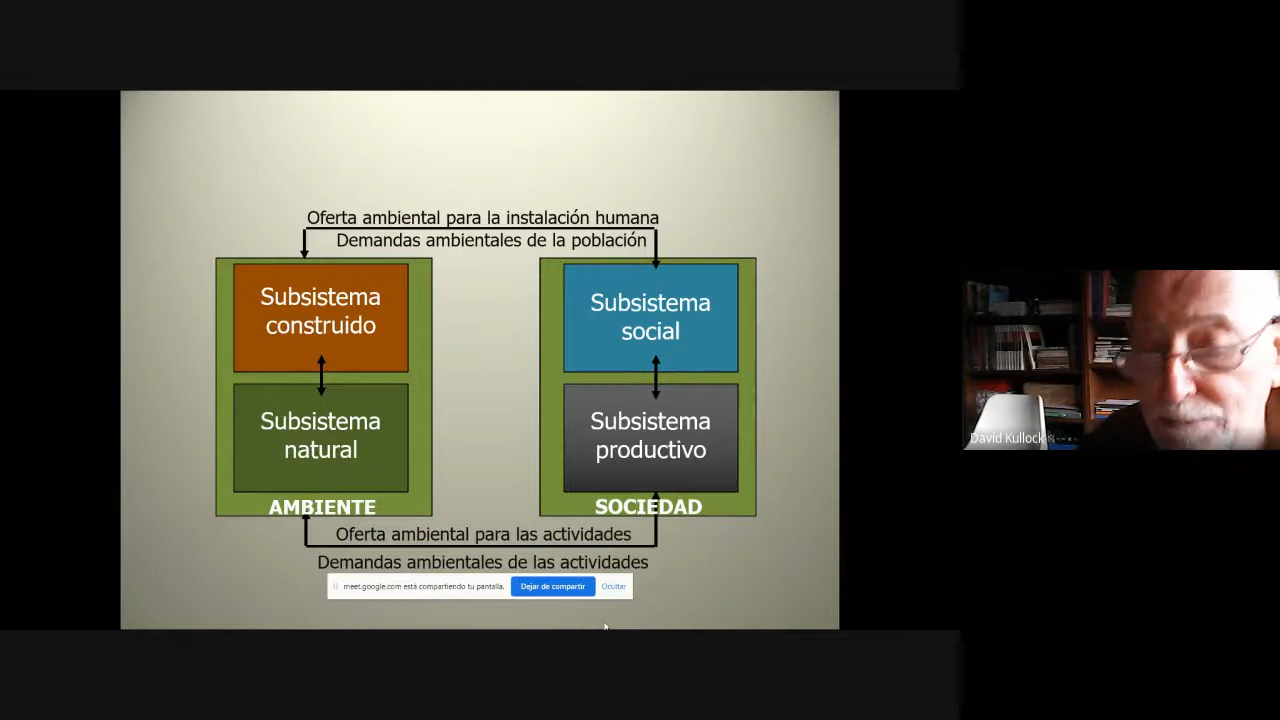 Oferta ambiental para la instalación humana
Demandas ambientales de la población
Subsistema
construido
Subsistema
natural
AMBIENTE
Subsistema
social
Subsistema
productivo
SOCIEDAD
Oferta ambiental para las actividades
Demandas ambientales de las actividades
meet.google.com está compartiendo tu pantalla.
Dejar de compartir
Ocultar
David Kullock